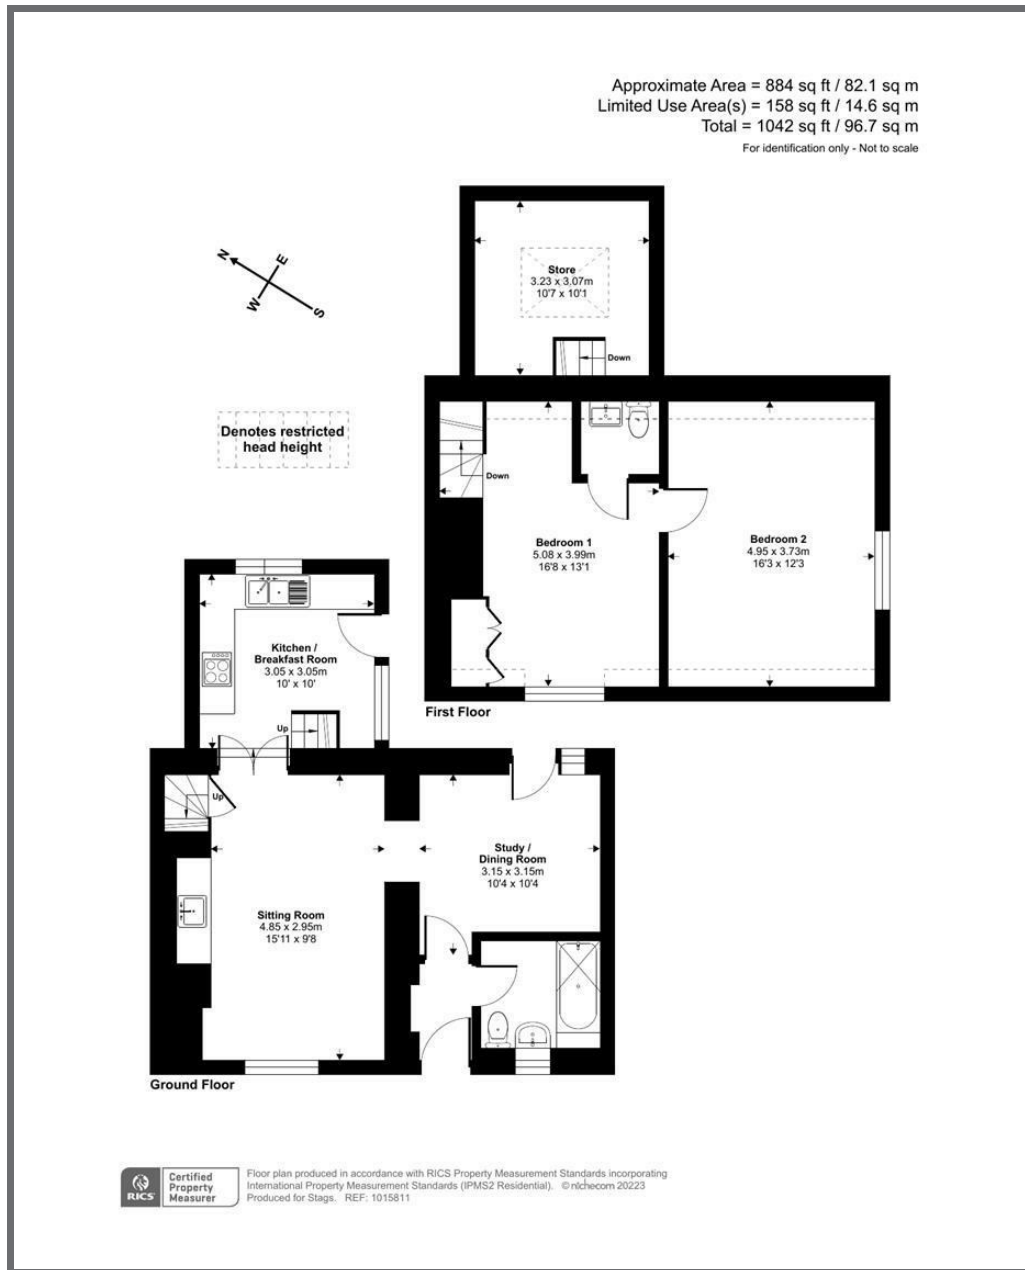 Approximate Area = 884 sq ft / 82.1 sq m
Limited Use Area(s) = 158 sq ft / 14.6 sq m
Total = 1042 sq ft / 96.7 sq m
For identification only - Not to scale
N
E
W
S
Store
3.23 x 3.07m
10'7 x 10'1
Down
Denotes restricted
head height
Down
Bedroom 1
5.08 x 3.99m
16'8 x 13'1
Bedroom 2
4.95 x 3.73m
16'3 x 12'3
First Floor
Kitchen /
Breakfast Room
3.05 x 3.05m
10' x 10'
Up
Up
Study /
Dining Room
3.15 x 3.15m
10'4 x 10'4
Sitting Room
4.85 x 2.95m
15'11 x 9'8
Ground Floor
RICS
Certified
Property
Measurer
Floor plan produced in accordance with RICS Property Measurement Standards incorporating
International Property Measurement Standards (IPMS2 Residential). © nichecom 20223
Produced for Stags. REF: 1015811